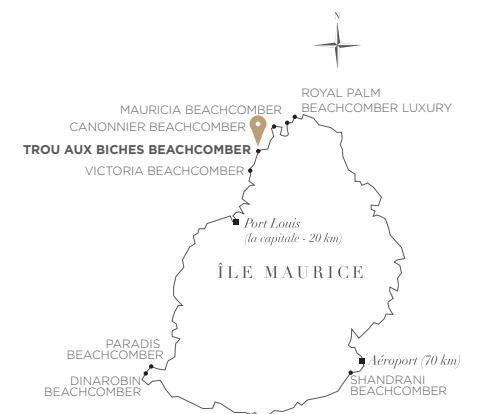 N
ROYAL PALM
BEACHCOMBER LUXURY
MAURICIA BEACHCOMBER
CANONNIER BEACHCOMBER
TROU AUX BICHES BEACHCOMBER
VICTORIA BEACHCOMBER
Port Louis
(la capitale - 20 km)
ÎLE MAURICE
PARADIS
BEACHCOMBER
Aéroport (70 km)
DINAROBIN
BEACHCOMBER
SHANDRANI
BEACHCOMBER